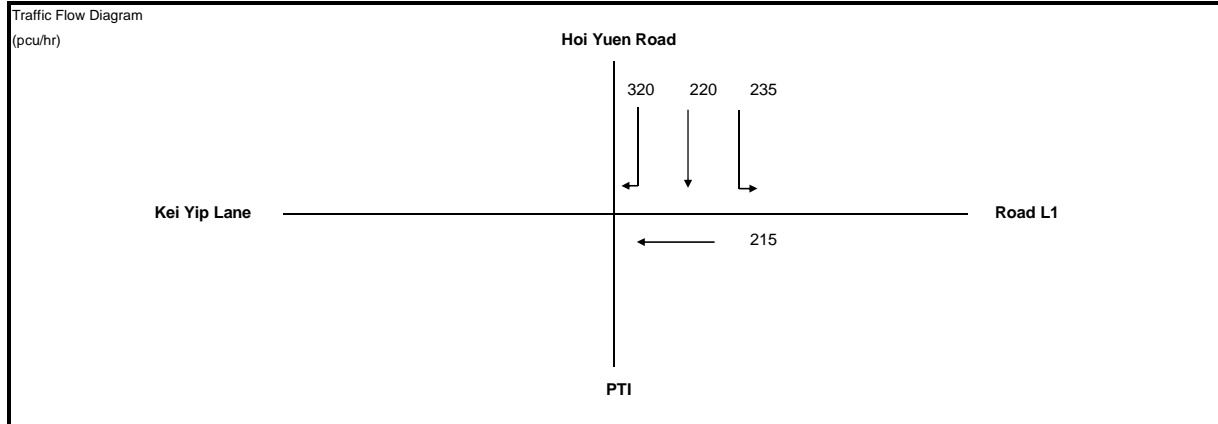 Traffic Flow Diagram
(pcu/hr)
Hoi Yuen Road
320 220 235
Kei Yip Lane
Road L1
215
PTI